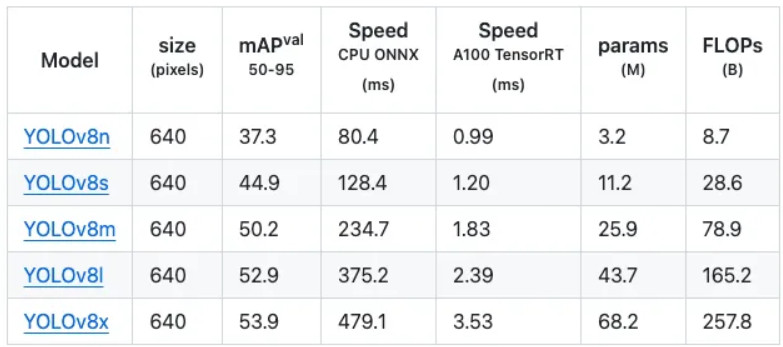 Model size (pixels) mAPval 50-95 Speed CPU ONNX (ms) Speed A100 TensorRT (ms) params (M) FLOPs (B)
YOLOv8n 640 37.3 80.4 0.99 3.2 8.7
YOLOv8s 640 44.9 128.4 1.20 11.2 28.6
YOLOv8m 640 50.2 234.7 1.83 25.9 78.9
YOLOv8l 640 52.9 375.2 2.39 43.7 165.2
YOLOv8x 640 53.9 479.1 3.53 68.2 257.8